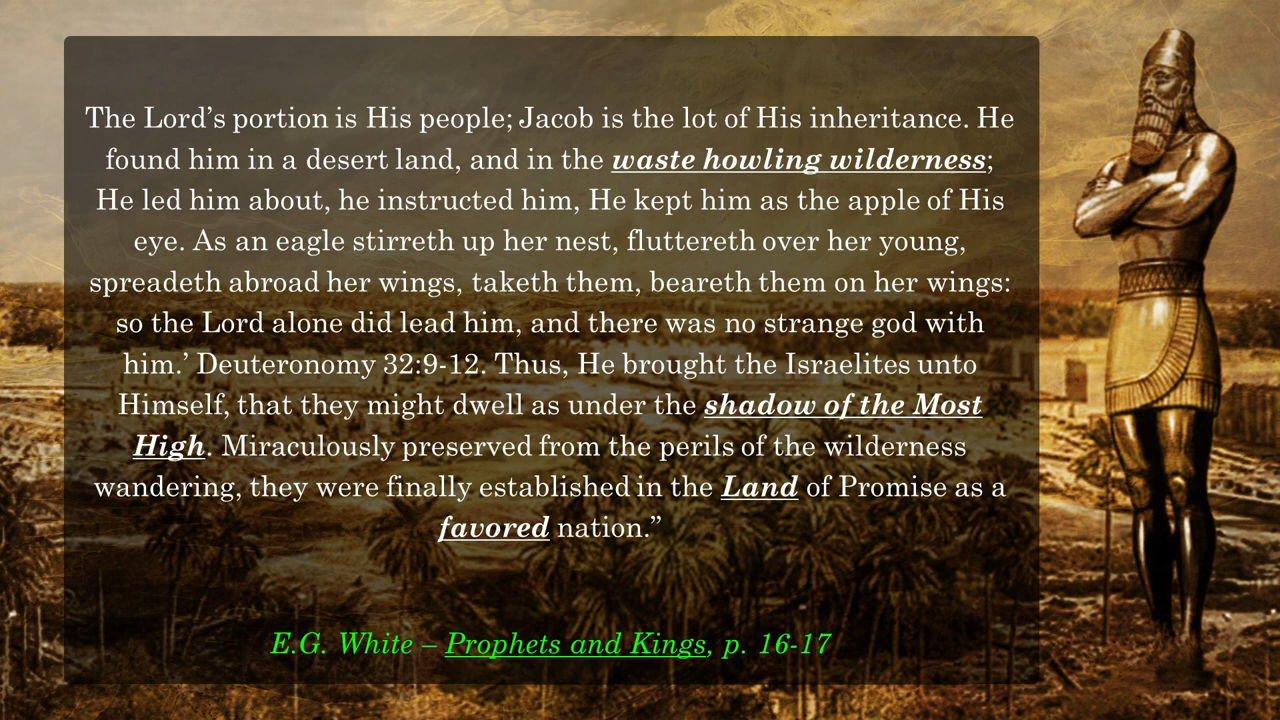 The Lord’s portion is His people; Jacob is the lot of His inheritance. He
found him in a desert land, and in the waste howling wilderness;
He led him about, he instructed him, He kept him as the apple of His
eye. As an eagle stirreth up her nest, fluttereth over her young,
spreadeth abroad her wings, taketh them, beareth them on her wings:
so the Lord alone did lead him, and there was no strange god with
him.’ Deuteronomy 32:9-12. Thus, He brought the Israelites unto
Himself, that they might dwell as under the shadow of the Most
High. Miraculously preserved from the perils of the wilderness
wandering, they were finally established in the Land of Promise as a
favored nation.”
E.G. White – Prophets and Kings, p. 16-17